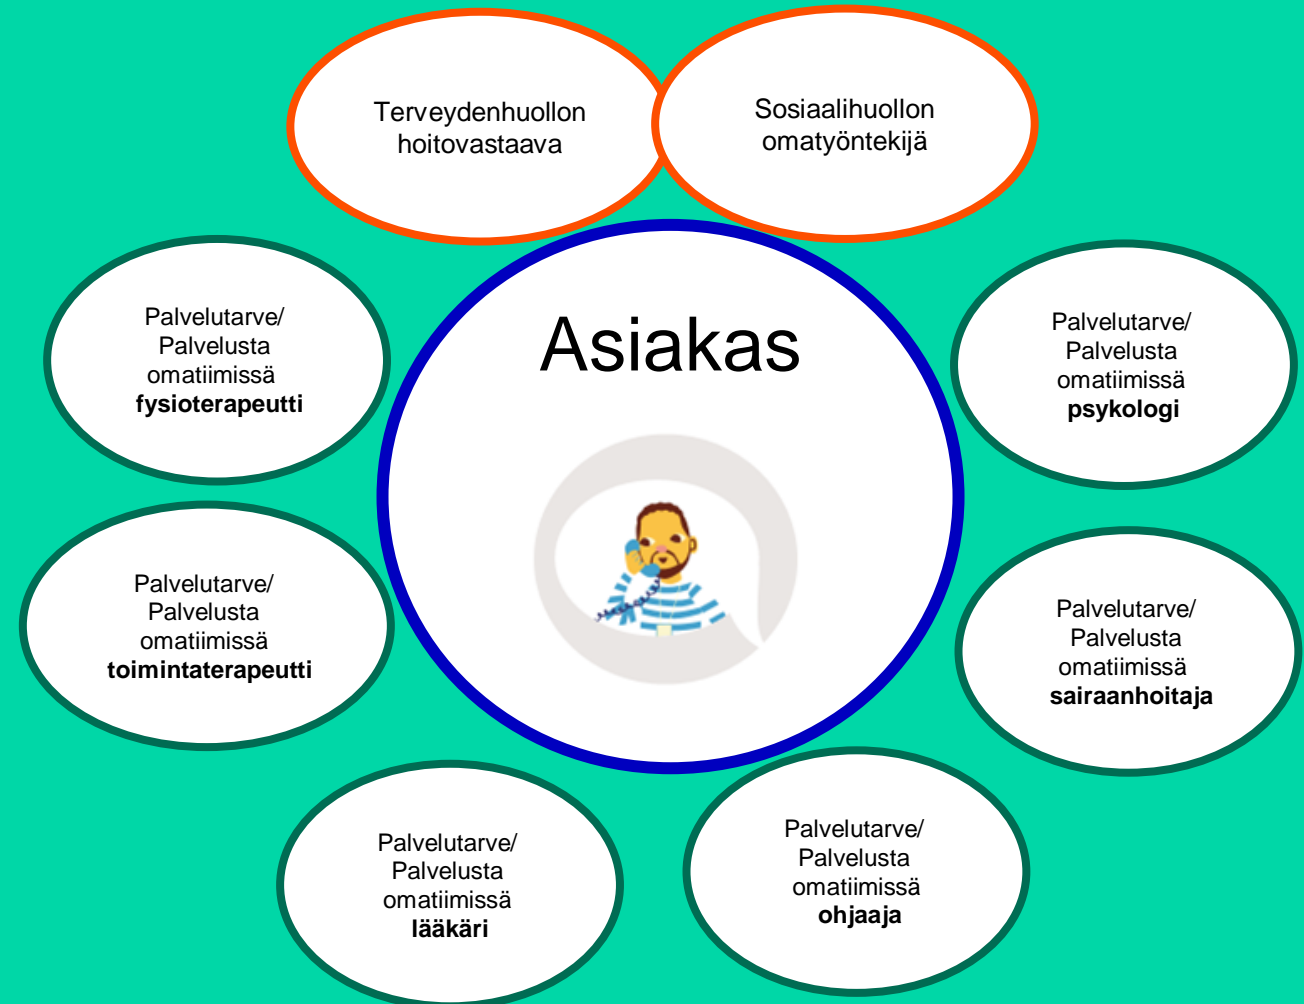 Terveydenhuollon
hoitovastaava
Sosiaalihuollon
omatyöntekijä
Asiakas
Palvelutarve/
Palvelusta
omatiimissä
fysioterapeutti
Palvelutarve/
Palvelusta
omatiimissä
psykologi
Palvelutarve/
Palvelusta
omatiimissä
toimintaterapeutti
Palvelutarve/
Palvelusta
omatiimissä
sairaanhoitaja
Palvelutarve/
Palvelusta
omatiimissä
lääkäri
Palvelutarve/
Palvelusta
omatiimissä
ohjaaja